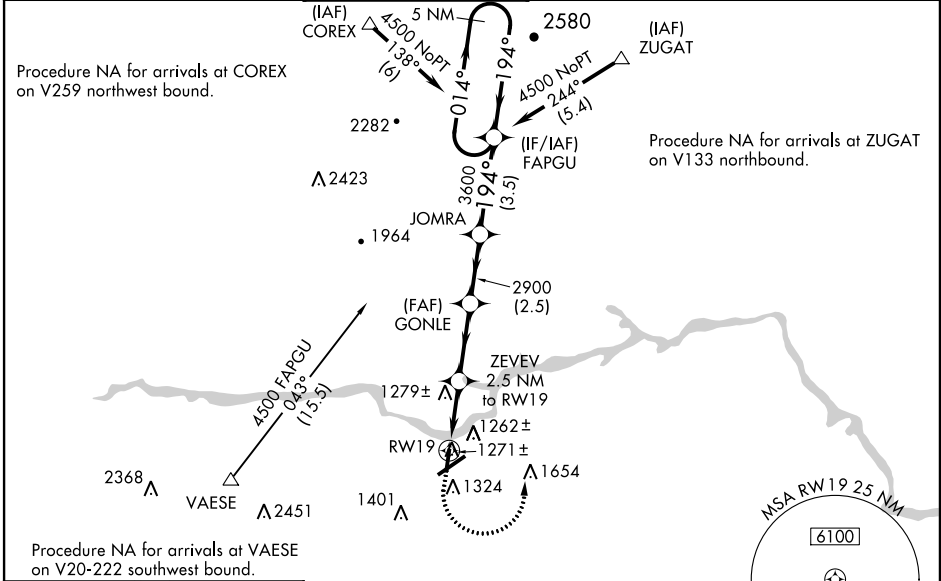 (IAF)
COREX
4500 NoPT
138°
(6)
5 NM
014°
194°
2580
(IAF)
ZUGAT
4500 NoPT
244°
(5.4)
Procedure NA for arrivals at COREX
on V259 northwest bound.
2282
(IF/IAF)
FAPGU
Procedure NA for arrivals at ZUGAT
on V133 northbound.
2423
3600
194°
(3.5)
JOMRA
1964
2900
(2.5)
(FAF)
GONLE
4500 FAPGU
043°
(15.5)
ZEVEV
2.5 NM
to RW19
1279±
1262±
RW19
1271±
1654
2368
VAESE
1324
2451
1401
MSA RW19 25 NM
6100
Procedure NA for arrivals at VAESE
on V20-222 southwest bound.